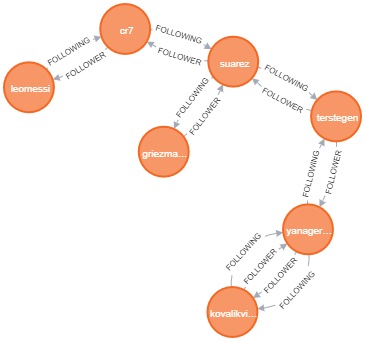 cr7
FOLLOWING
FOLLOWING
FOLLOWER
FOLLOWER
suarez
leomessi
FOLLOWING
FOLLOWER
FOLLOWING
FOLLOWER
terstegen
griezma...
FOLLOWING
FOLLOWER
yanager...
FOLLOWING
FOLLOWER
FOLLOWER
FOLLOWING
kovalikvi...